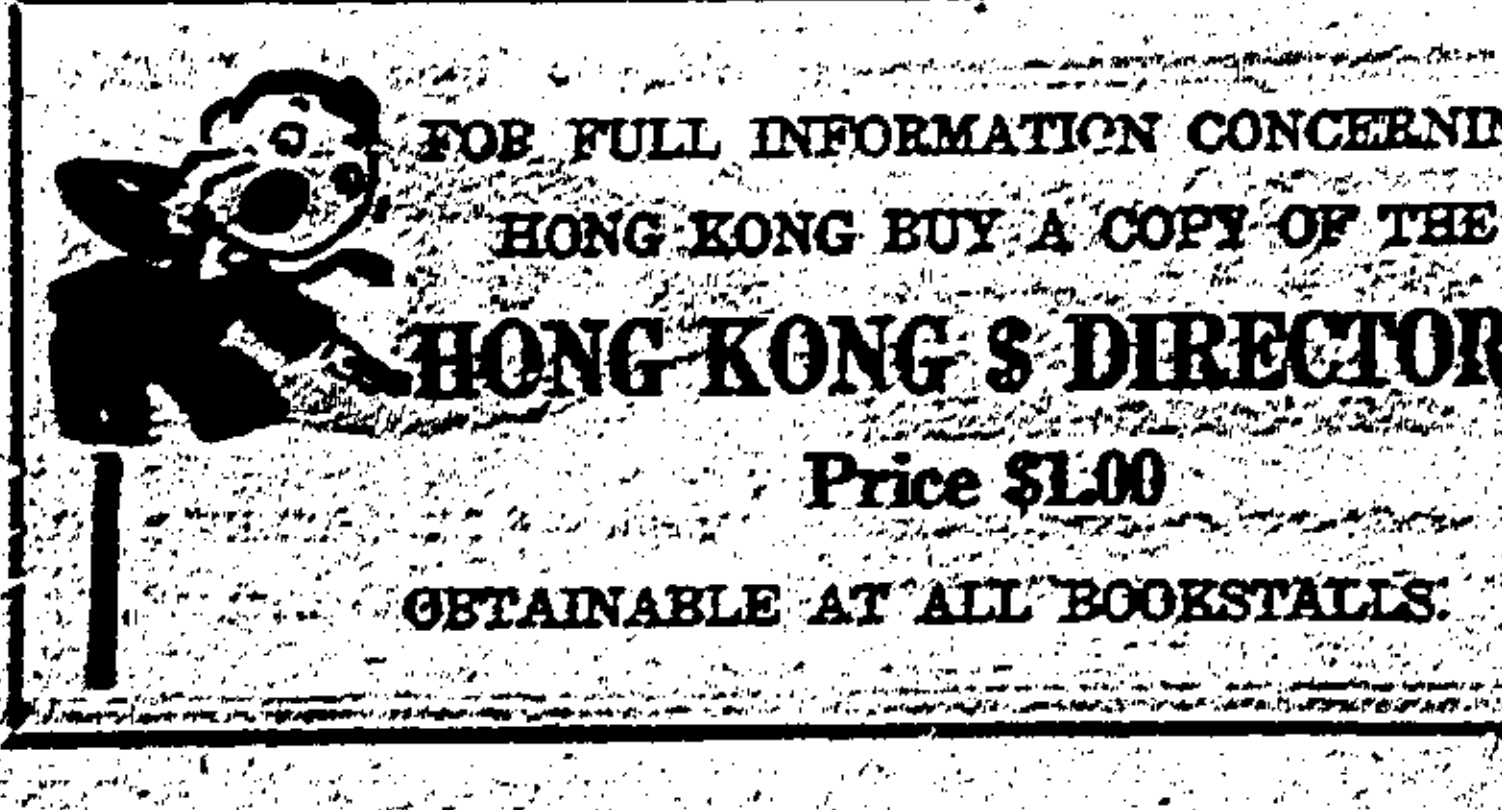 FOR FULL INFORMATION CONCERNIN
HONG KONG BUY A COPY OF THE
HONG KONG $ DIRECTOR
Price $1.00
OBTAINABLE AT ALL BOOKSTALLS.